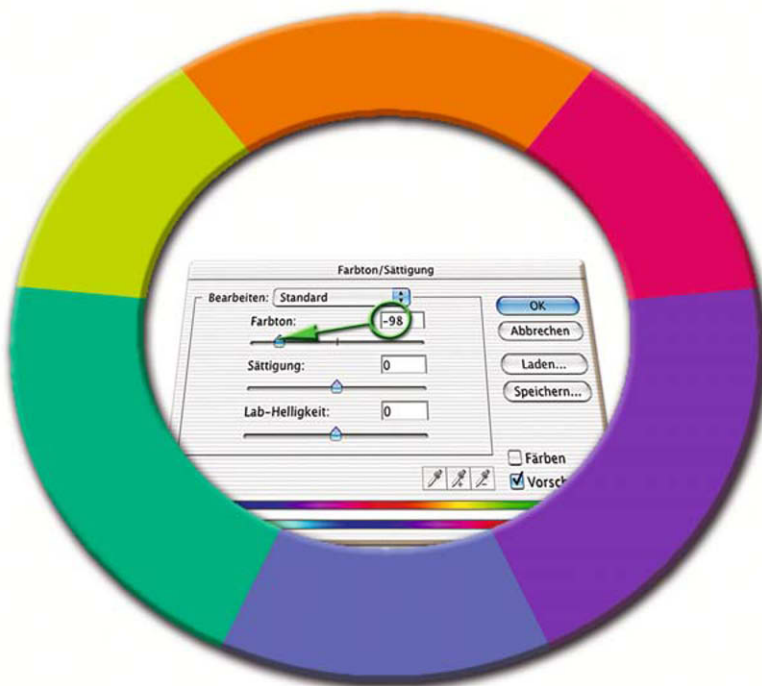 Farbton/Sättigung
Bearbeiten: Standard
Farbton: -98
Sättigung: 0
Lab-Helligkeit: 0
OK
Abbrechen
Laden...
Speichern...
Färben
Vorsch